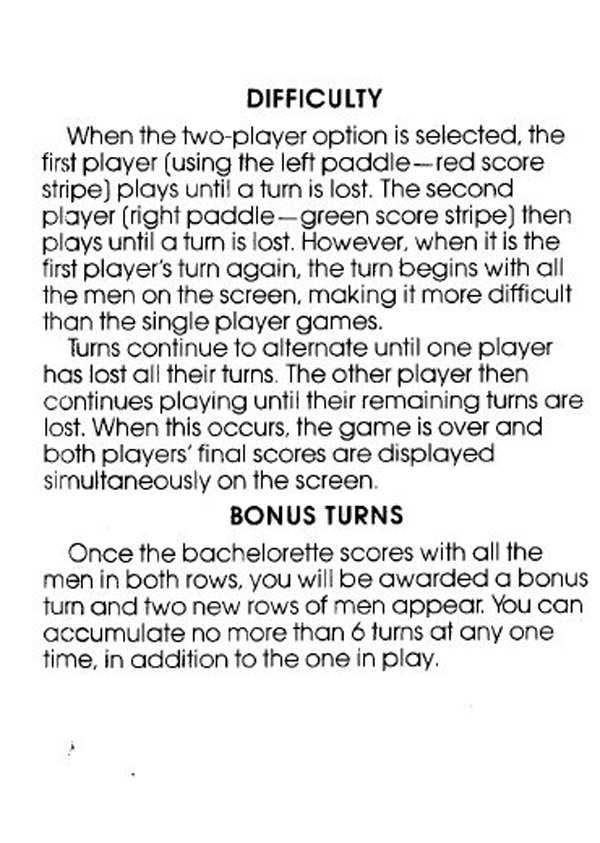 DIFFICULTY
When the two-player option is selected, the
first player (using the left paddle—red score
stripe) plays until a turn is lost. The second
player (right paddle—green score stripe) then
plays until a turn is lost. However, when it is the
first player's turn again, the turn begins with all
the men on the screen, making it more difficult
than the single player games.
Turns continue to alternate until one player
has lost all their turns. The other player then
continues playing until their remaining turns are
lost. When this occurs, the game is over and
both players' final scores are displayed
simultaneously on the screen.
BONUS TURNS
Once the bachelorette scores with all the
men in both rows, you will be awarded a bonus
turn and two new rows of men appear. You can
accumulate no more than 6 turns at any one
time, in addition to the one in play.